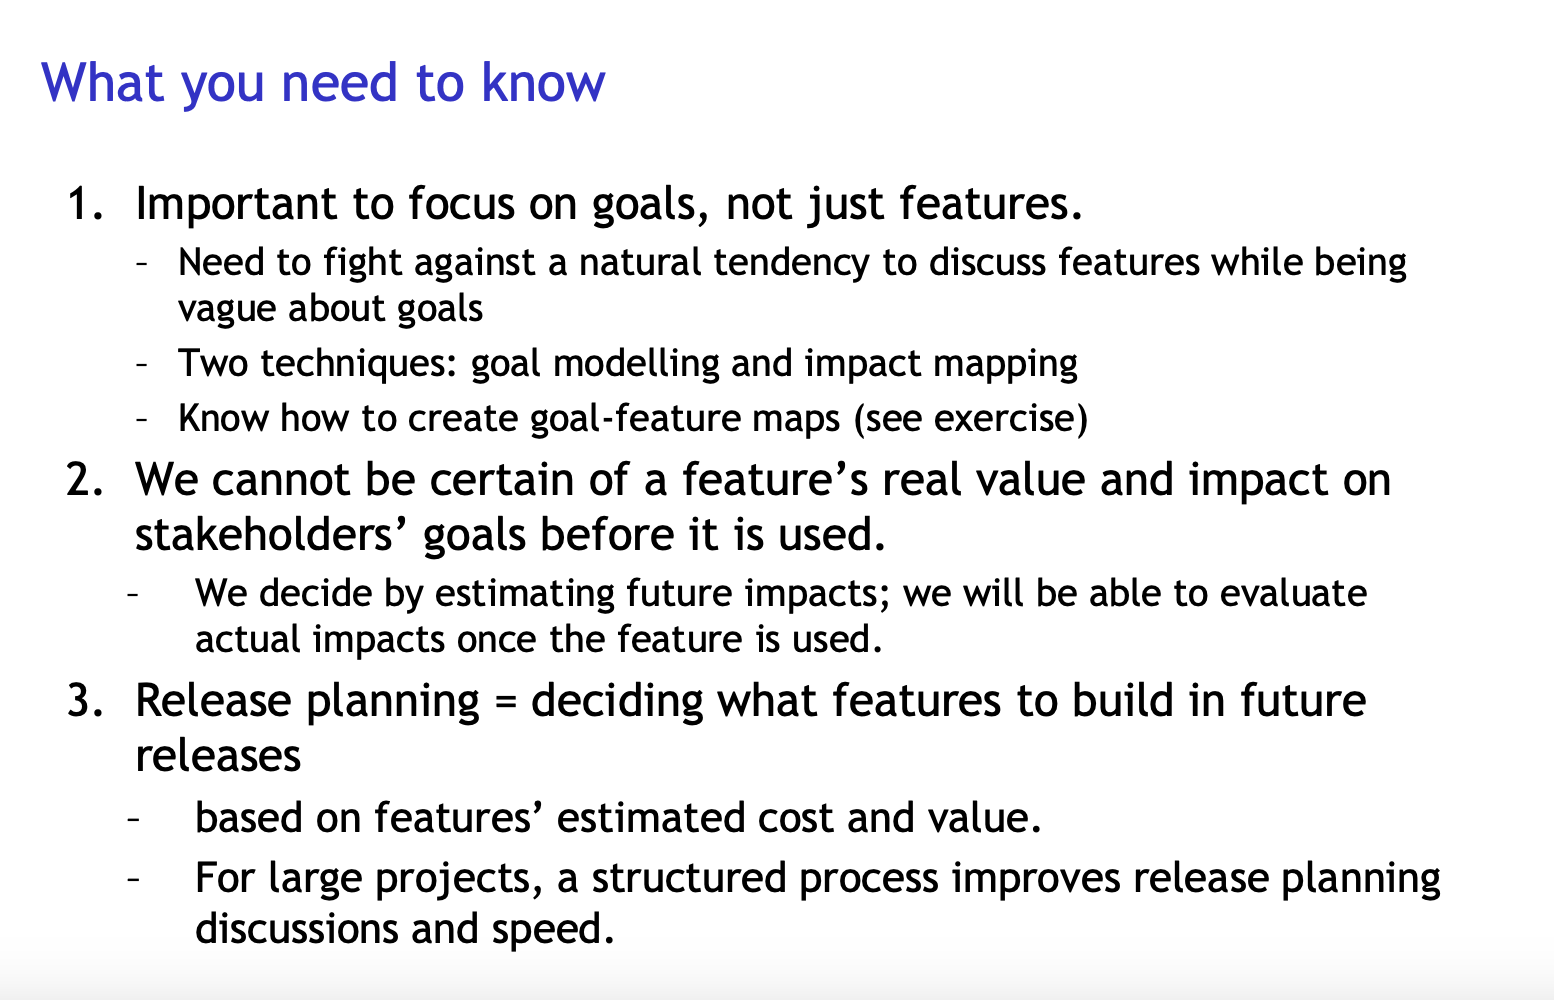 What you need to know
1. Important to focus on goals, not just features.
– Need to fight against a natural tendency to discuss features while being
vague about goals
– Two techniques: goal modelling and impact mapping
– Know how to create goal-feature maps (see exercise)
2. We cannot be certain of a feature’s real value and impact on
stakeholders’ goals before it is used.
– We decide by estimating future impacts; we will be able to evaluate
actual impacts once the feature is used.
3. Release planning = deciding what features to build in future
releases
– based on features’ estimated cost and value.
– For large projects, a structured process improves release planning
discussions and speed.